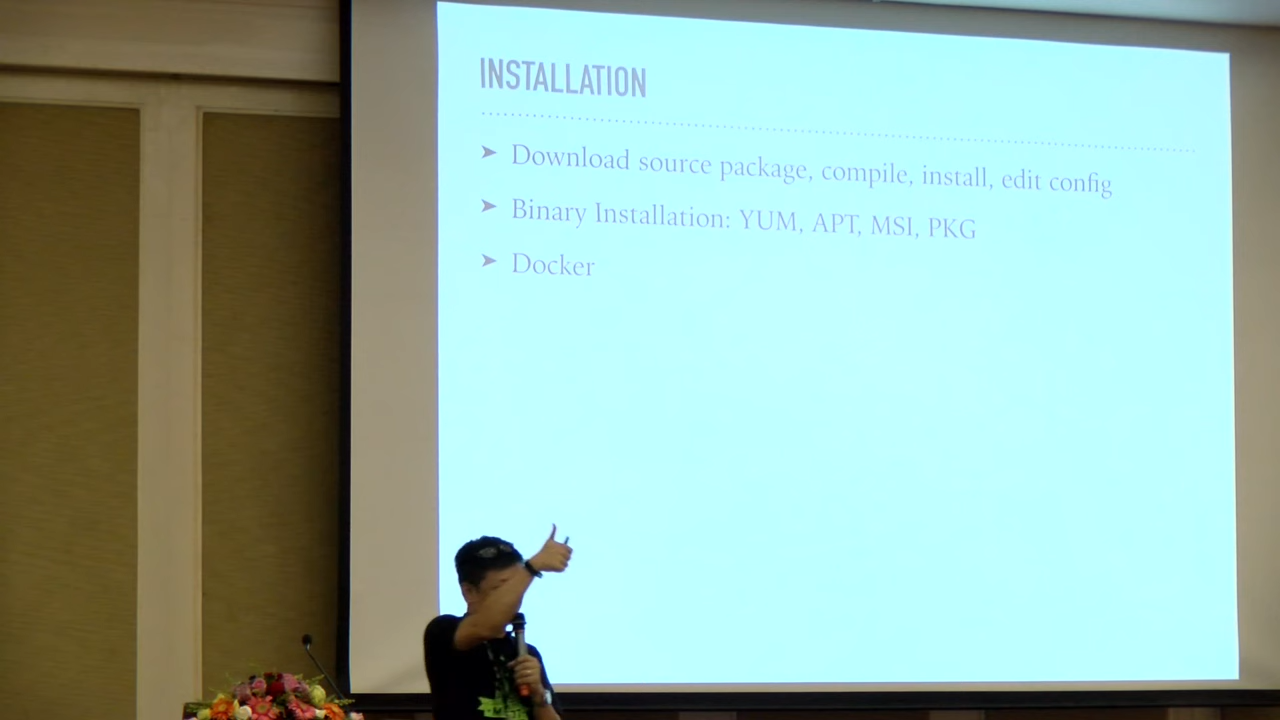 INSTALLATION
➤ Download source package, compile, install, edit config
➤ Binary Installation: YUM, APT, MSI, PKG
➤ Docker